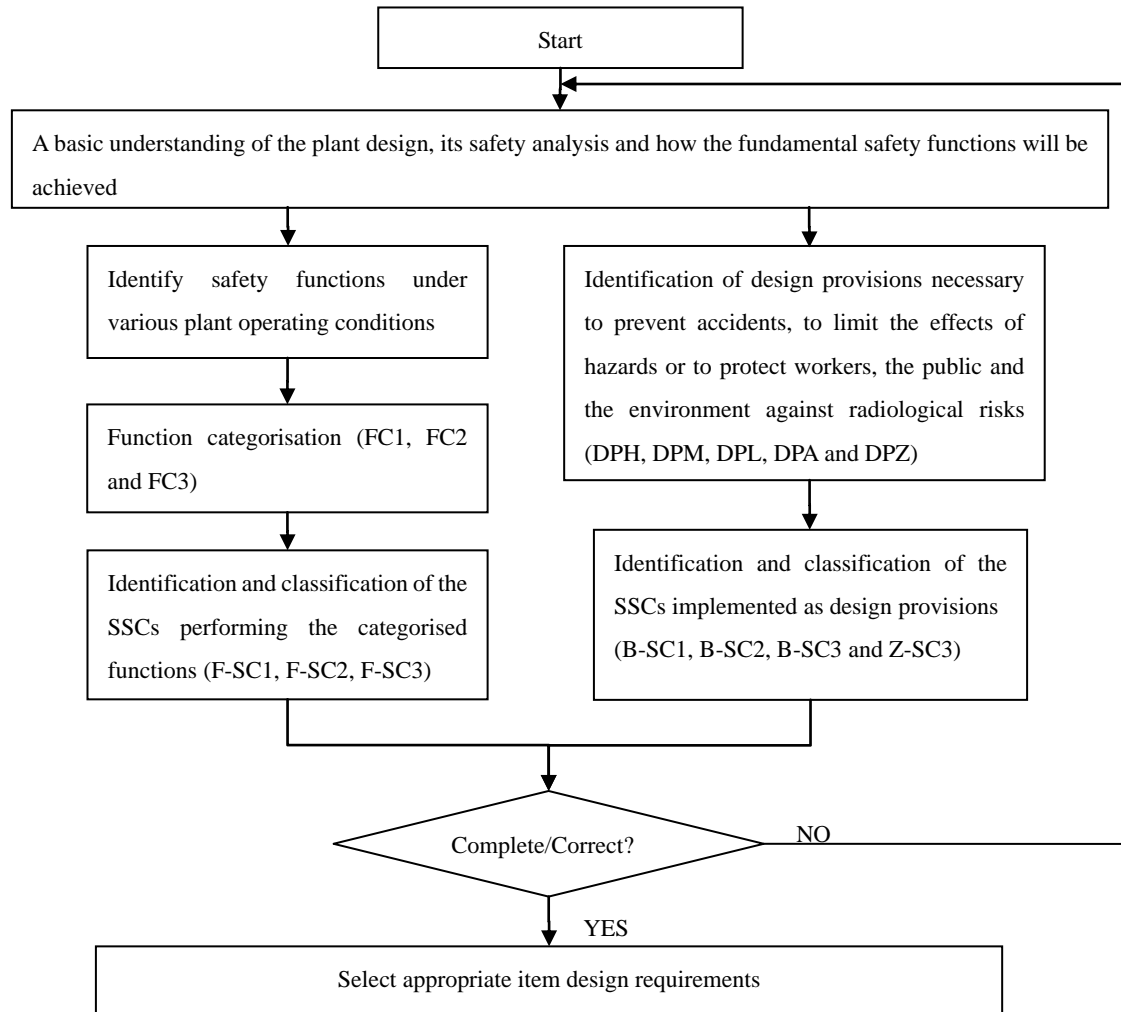 Start
A basic understanding of the plant design, its safety analysis and how the fundamental safety functions will be
achieved
Identify safety functions under
various plant operating conditions
Identification of design provisions necessary
to prevent accidents, to limit the effects of
hazards or to protect workers, the public and
the environment against radiological risks
(DPH, DPM, DPL, DPA and DPZ)
Function categorisation (FC1, FC2
and FC3)
Identification and classification of the
SSCs performing the categorised
functions (F-SC1, F-SC2, F-SC3)
Identification and classification of the
SSCs implemented as design provisions
(B-SC1, B-SC2, B-SC3 and Z-SC3)
Complete/Correct?
NO
YES
Select appropriate item design requirements